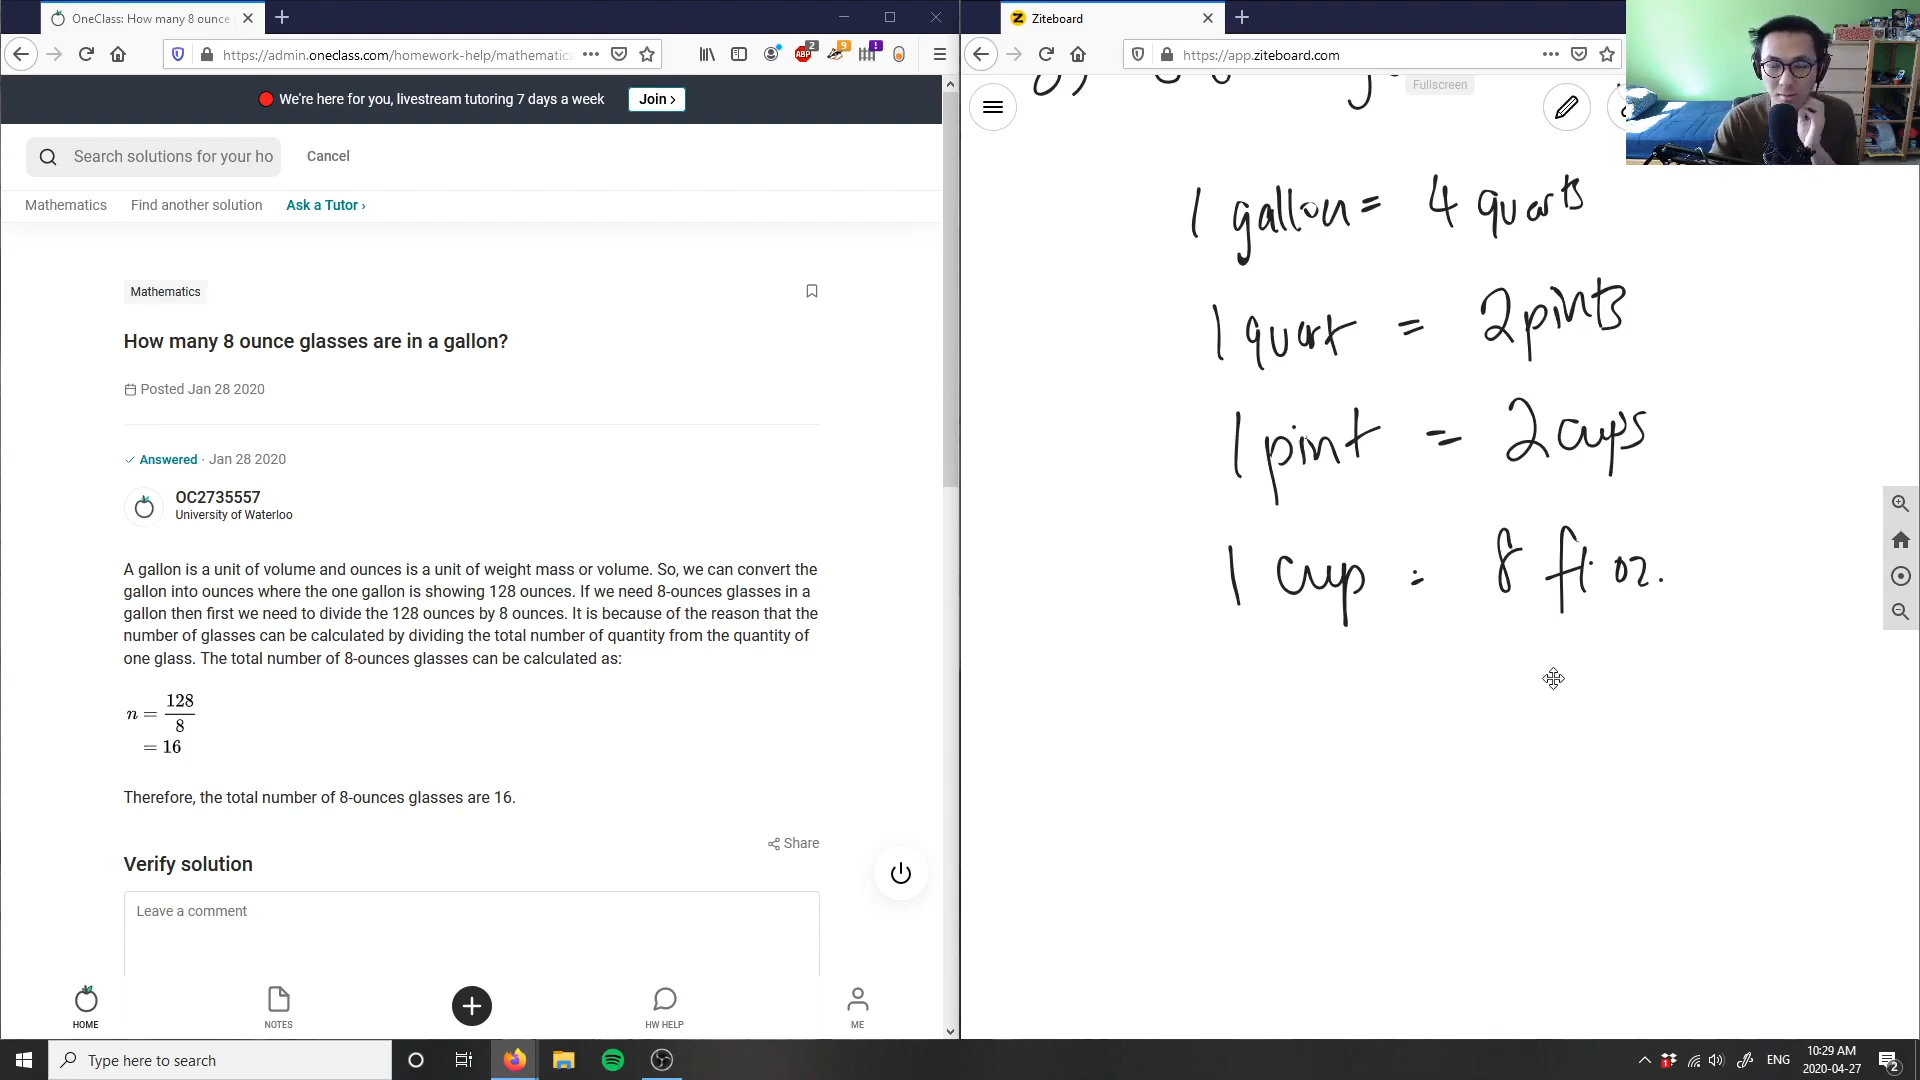 OneClass: How many 8 ounce
Ziteboard
https://admin.oneclass.com/homework-help/mathematics
2
9
1
https://app.ziteboard.com
We're here for you, livestream tutoring 7 days a week
Join ›
Fullscreen
Search solutions for your ho
Cancel
Mathematics
Find another solution
Ask a Tutor ›
Mathematics
How many 8 ounce glasses are in a gallon?
Posted Jan 28 2020
Answered · Jan 28 2020
OC2735557
University of Waterloo
A gallon is a unit of volume and ounces is a unit of weight mass or volume. So, we can convert the
gallon into ounces where the one gallon is showing 128 ounces. If we need 8-ounces glasses in a
gallon then first we need to divide the 128 ounces by 8 ounces. It is because of the reason that the
number of glasses can be calculated by dividing the total number of quantity from the quantity of
one glass. The total number of 8-ounces glasses can be calculated as:
n = 128/8
= 16
Therefore, the total number of 8-ounces glasses are 16.
Share
Verify solution
Leave a comment
HOME
NOTES
HW HELP
ME
1 gallon = 4 quarts
1 quart = 2 pints
1 pint = 2 cups
1 cup = 8 fl. oz.
Type here to search
1
ENG
10:29 AM
2020-04-27
2